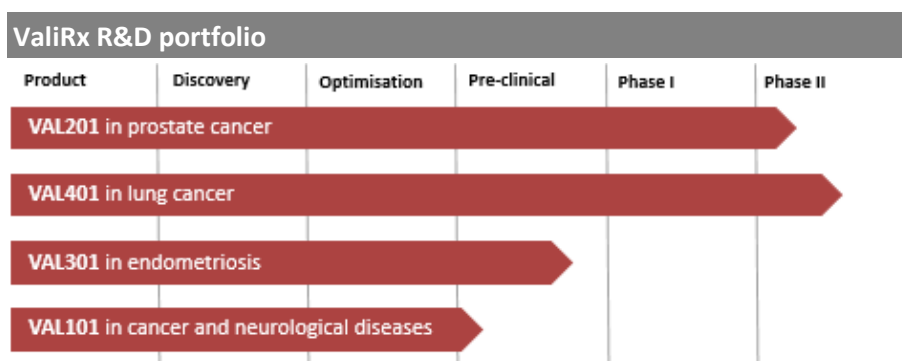 ValiRx R&D portfolio
Product Discovery Optimisation Pre-clinical Phase I Phase II
VAL201 in prostate cancer
VAL401 in lung cancer
VAL301 in endometriosis
VAL101 in cancer and neurological diseases